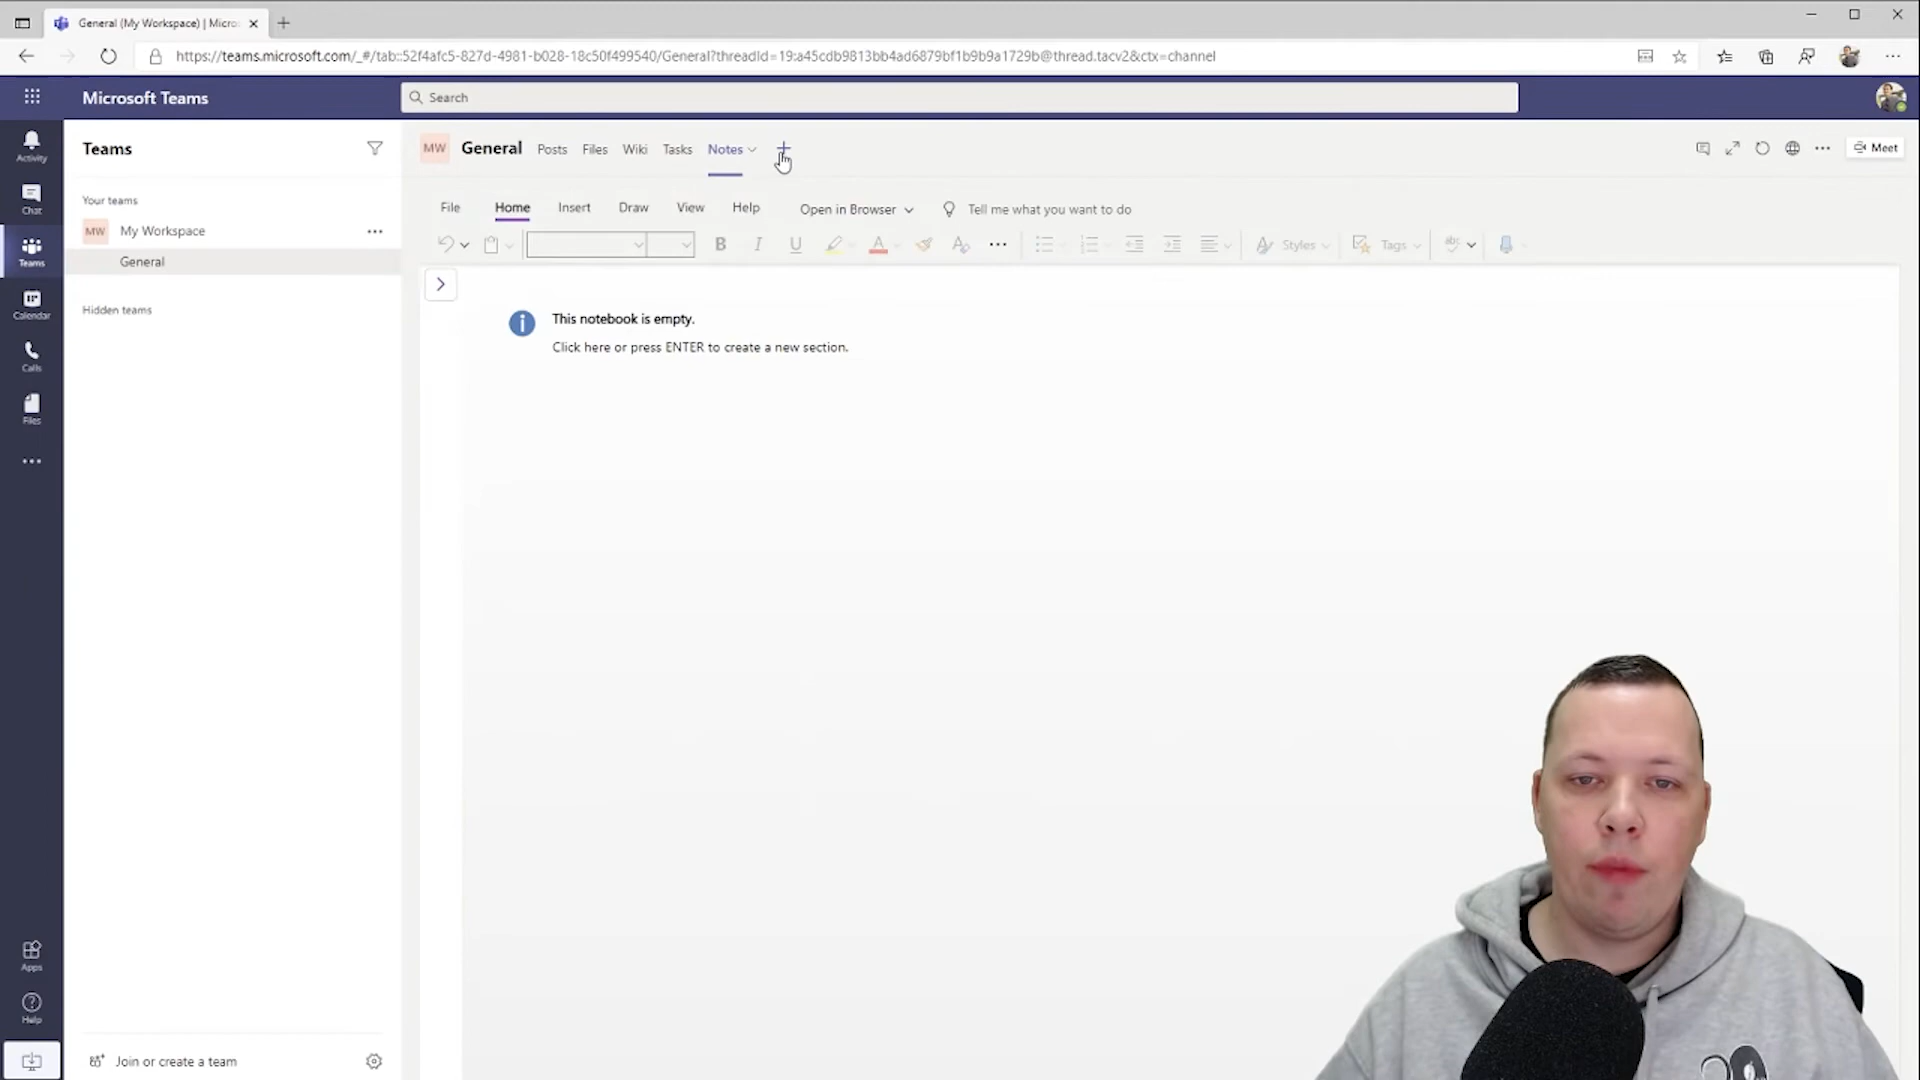 General (My Workspace) | Micro
https://teams.microsoft.com/_#/tab::52f4afc5-827d-4981-b028-18c50f499540/General?threadId=19:a45cdb9813bb4ad6879bf1b9b9a1729b@thread.tacv2&ctx=channel
Microsoft Teams
Search
Activity
Chat
Teams
Calendar
Calls
Files
Apps
Help
Teams
Your teams
MW My Workspace
General
Hidden teams
Join or create a team
MW General Posts Files Wiki Tasks Notes
Meet
File Home Insert Draw View Help Open in Browser Tell me what you want to do
B I U A Styles Tags abc
This notebook is empty.
Click here or press ENTER to create a new section.